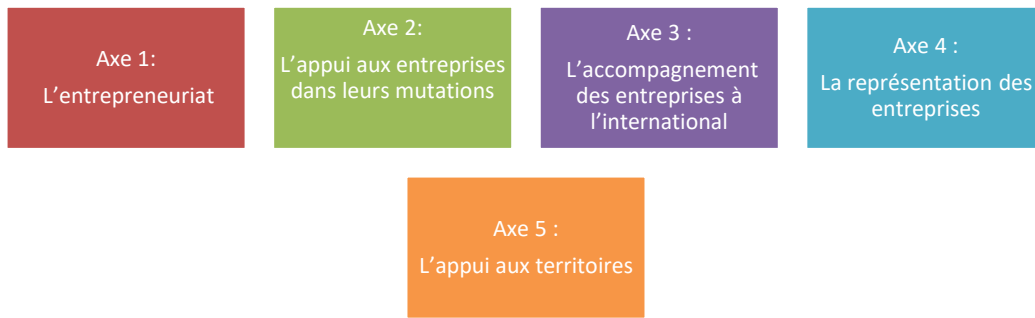 Axe 1:
L'entrepreneuriat
Axe 2:
L'appui aux entreprises
dans leurs mutations
Axe 3 :
L'accompagnement
des entreprises à
l'international
Axe 4 :
La représentation des
entreprises
Axe 5 :
L'appui aux territoires